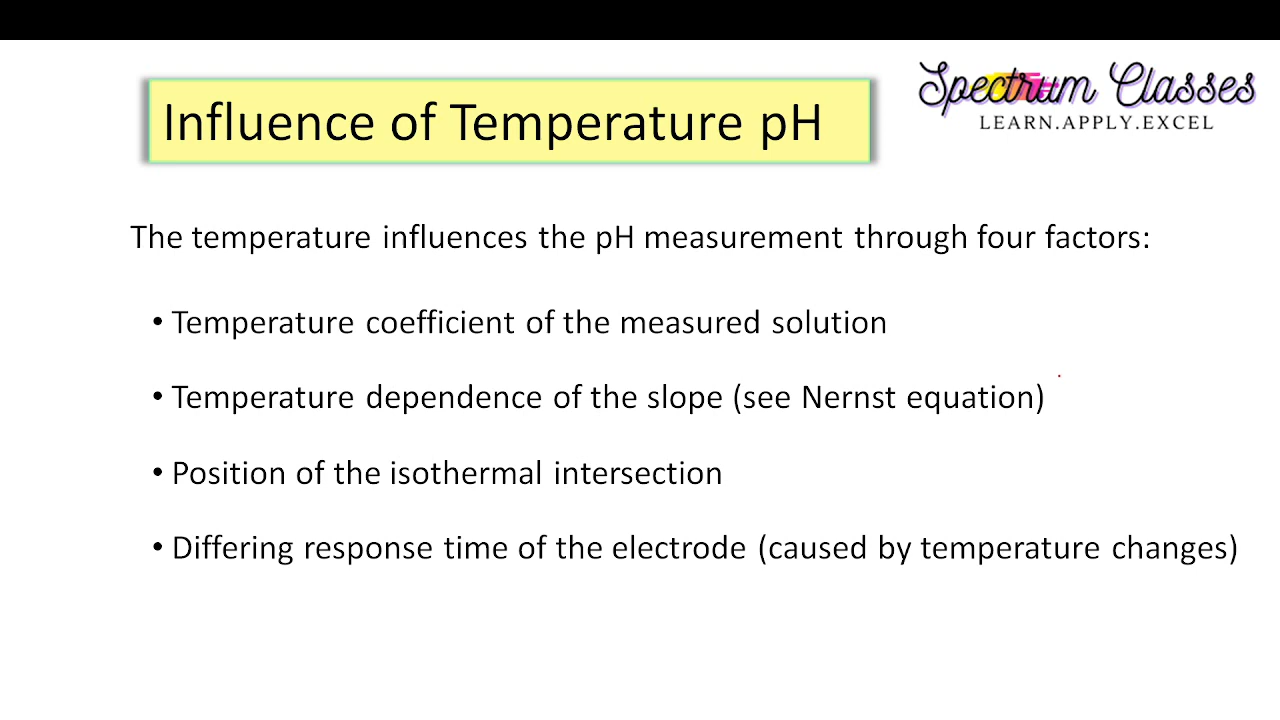 Spectrum Classes
LEARN.APPLY.EXCEL
Influence of Temperature pH
The temperature influences the pH measurement through four factors:
• Temperature coefficient of the measured solution
• Temperature dependence of the slope (see Nernst equation)
• Position of the isothermal intersection
• Differing response time of the electrode (caused by temperature changes)